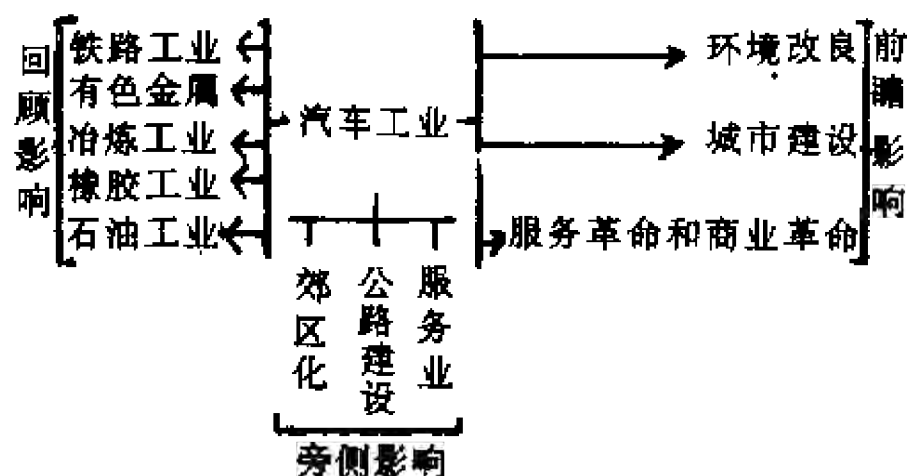 回顾影响
铁路工业
有色金属
冶炼工业
橡胶工业
石油工业
汽车工业
郊区化
公路建设
服务业
旁侧影响
环境改良
城市建设
服务革命和商业革命
前瞻影响